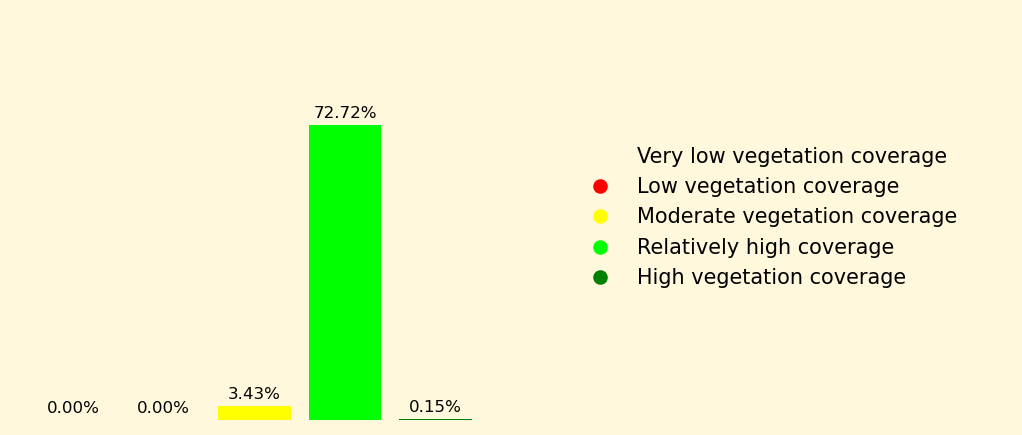 72.72%
3.43%
0.00%
0.00%
0.15%
Very low vegetation coverage
Low vegetation coverage
Moderate vegetation coverage
Relatively high coverage
High vegetation coverage